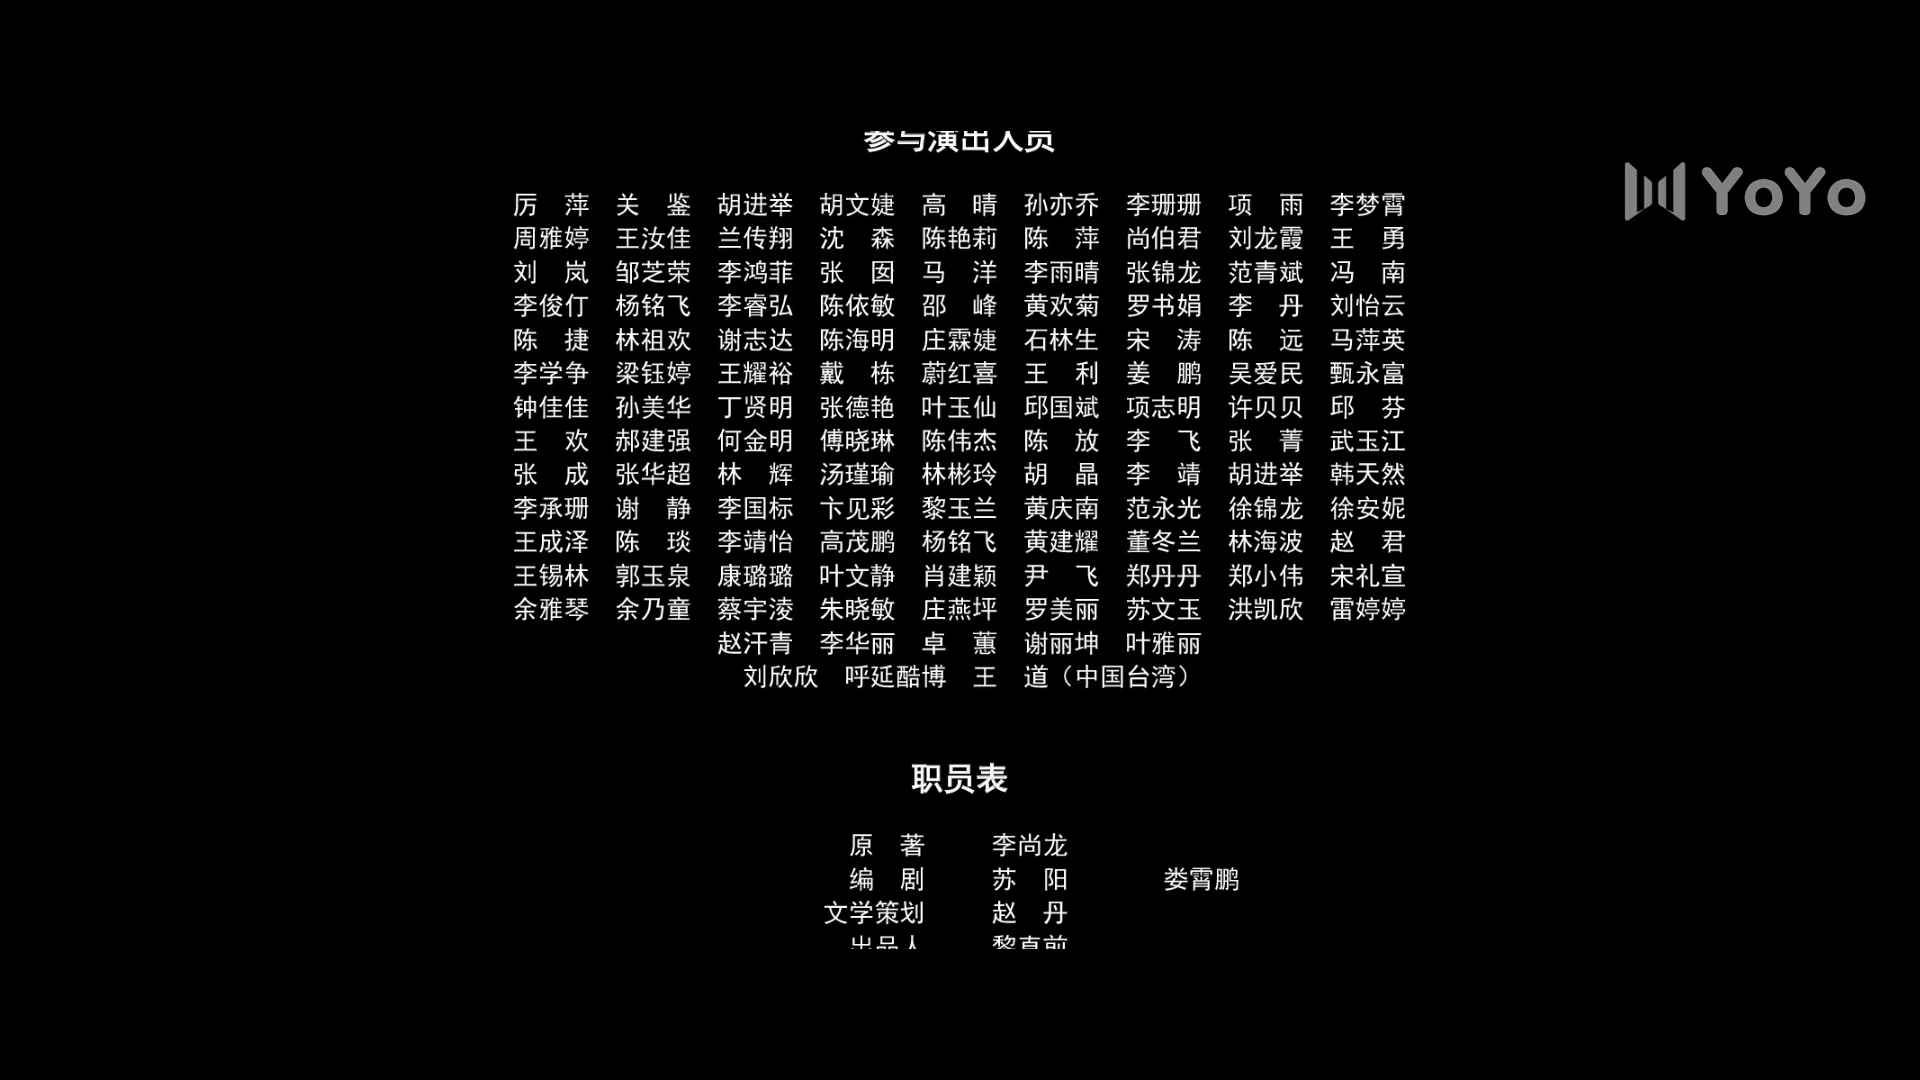 参与演出人员
YoYo
厉　萍　关　鉴　胡进举　胡文婕　高　晴　孙亦乔　李珊珊　项　雨　李梦霄
周雅婷　王汝佳　兰传翔　沈　森　陈艳莉　陈　萍　尚伯君　刘龙霞　王　勇
刘　岚　邹芝荣　李鸿菲　张　囡　马　洋　李雨晴　张锦龙　范青斌　冯　南
李俊仃　杨铭飞　李睿弘　陈依敏　邵　峰　黄欢菊　罗书娟　李　丹　刘怡云
陈　捷　林祖欢　谢志达　陈海明　庄霖婕　石林生　宋　涛　陈　远　马萍英
李学争　梁钰婷　王耀裕　戴　栋　蔚红喜　王　利　姜　鹏　吴爱民　甄永富
钟佳佳　孙美华　丁贤明　张德艳　叶玉仙　邱国斌　项志明　许贝贝　邱　芬
王　欢　郝建强　何金明　傅晓琳　陈伟杰　陈　放　李　飞　张　菁　武玉江
张　成　张华超　林　辉　汤瑾瑜　林彬玲　胡　晶　李　靖　胡进举　韩天然
李承珊　谢　静　李国标　卞见彩　黎玉兰　黄庆南　范永光　徐锦龙　徐安妮
王成泽　陈　琰　李靖怡　高茂鹏　杨铭飞　黄建耀　董冬兰　林海波　赵　君
王锡林　郭玉泉　康璐璐　叶文静　肖建颖　尹　飞　郑丹丹　郑小伟　宋礼宣
余雅琴　余乃童　蔡宇淩　朱晓敏　庄燕坪　罗美丽　苏文玉　洪凯欣　雷婷婷
赵汗青　李华丽　卓　蕙　谢丽坤　叶雅丽
刘欣欣　呼延酷博　王　道（中国台湾）
职员表
原　著　李尚龙
编　剧　苏　阳　娄霄鹏
文学策划　赵　丹
出品人　黎直前